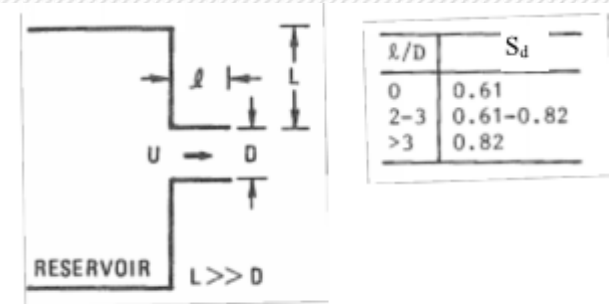 ℓ
L
U
D
RESERVOIR
L>>D
ℓ/D Sd
0 0.61
2-3 0.61-0.82
>3 0.82